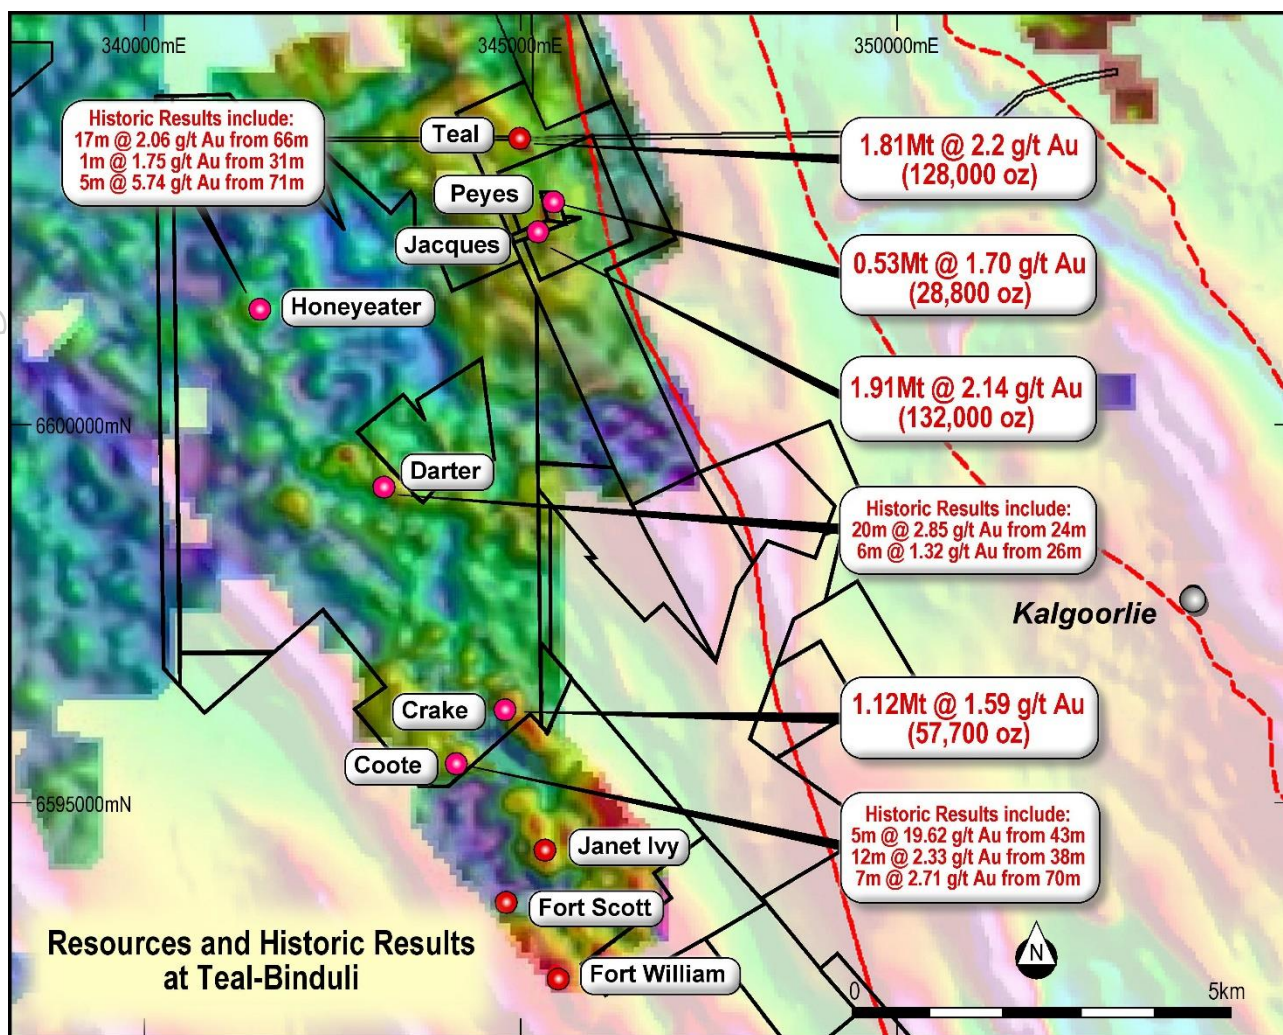 340000mE
345000mE
350000mE
Historic Results include:
17m @ 2.06 g/t Au from 66m
1m @ 1.75 g/t Au from 31m
5m @ 5.74 g/t Au from 71m
Teal
1.81Mt @ 2.2 g/t Au
(128,000 oz)
Peyes
Jacques
0.53Mt @ 1.70 g/t Au
(28,800 oz)
Honeyeater
1.91Mt @ 2.14 g/t Au
(132,000 oz)
6600000mN
Darter
Historic Results include:
20m @ 2.85 g/t Au from 24m
6m @ 1.32 g/t Au from 26m
Kalgoorlie
Crake
1.12Mt @ 1.59 g/t Au
(57,700 oz)
Coote
6595000mN
Historic Results include:
5m @ 19.62 g/t Au from 43m
12m @ 2.33 g/t Au from 38m
7m @ 2.71 g/t Au from 70m
Janet Ivy
Fort Scott
Fort William
Resources and Historic Results
at Teal-Binduli
N
0
5km